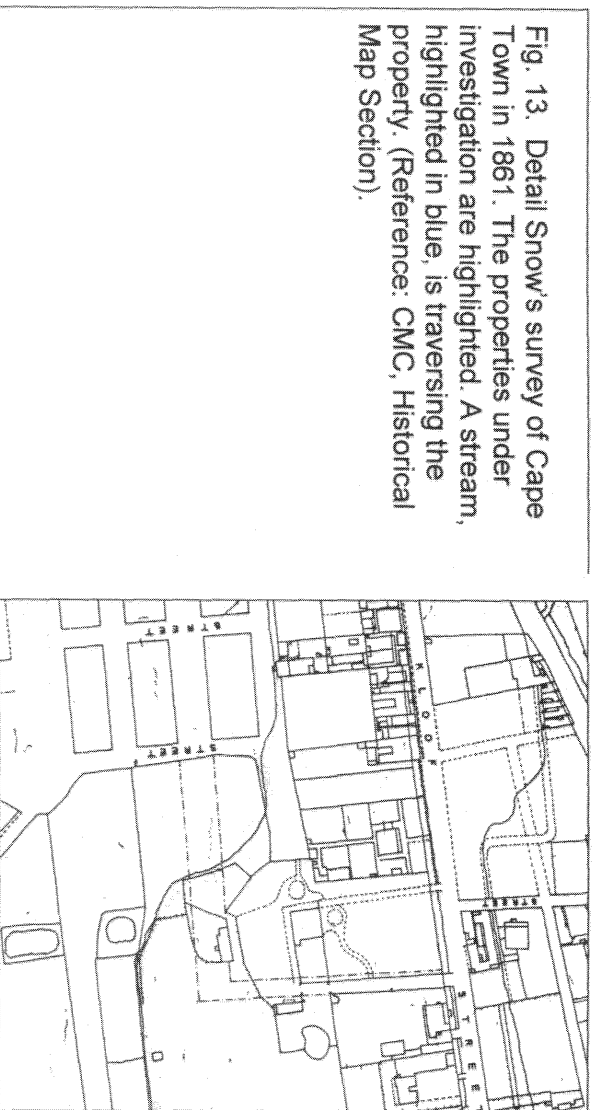 Fig. 13. Detail Snow's survey of Cape
Town in 1861. The properties under
investigation are highlighted. A stream,
highlighted in blue, is traversing the
property. (Reference: CMC, Historical
Map Section).
KLOOF
STREET
STREET
STREET
STREE